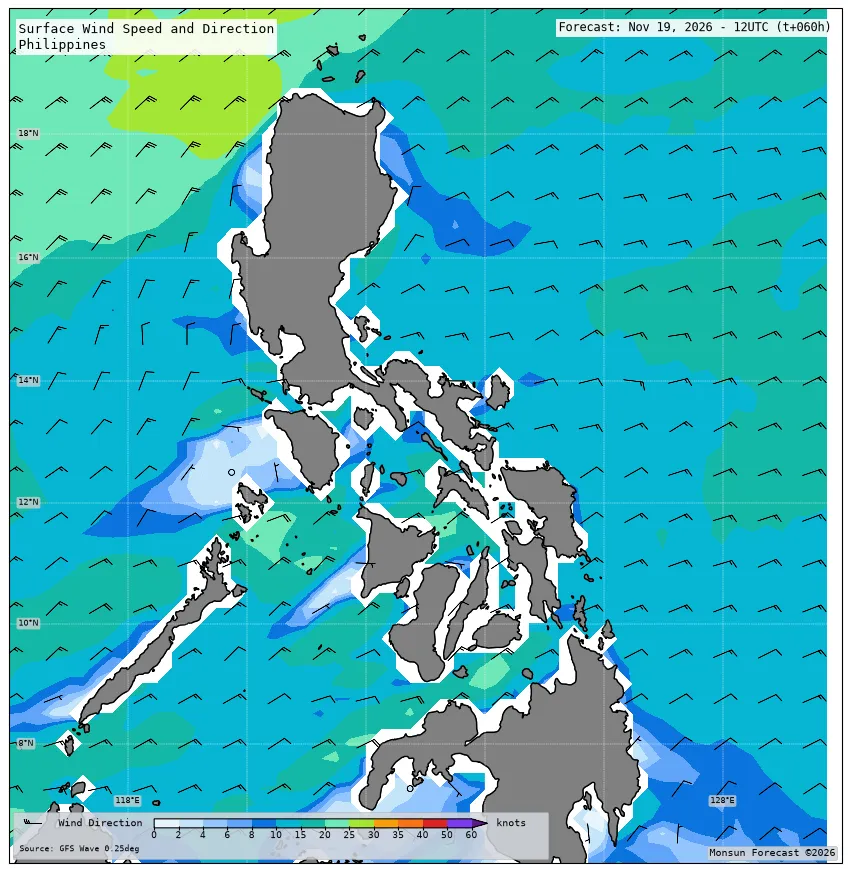 Surface Wind Speed and Direction
Philippines
Forecast: Nov 19, 2026 - 12UTC (t+060h)
18°N
16°N
14°N
12°N
10°N
8°N
118°E
128°E
Wind Direction
knots
0 2 4 6 8 10 15 20 25 30 35 40 50 60
Source: GFS Wave 0.25deg
Monsun Forecast ©2026